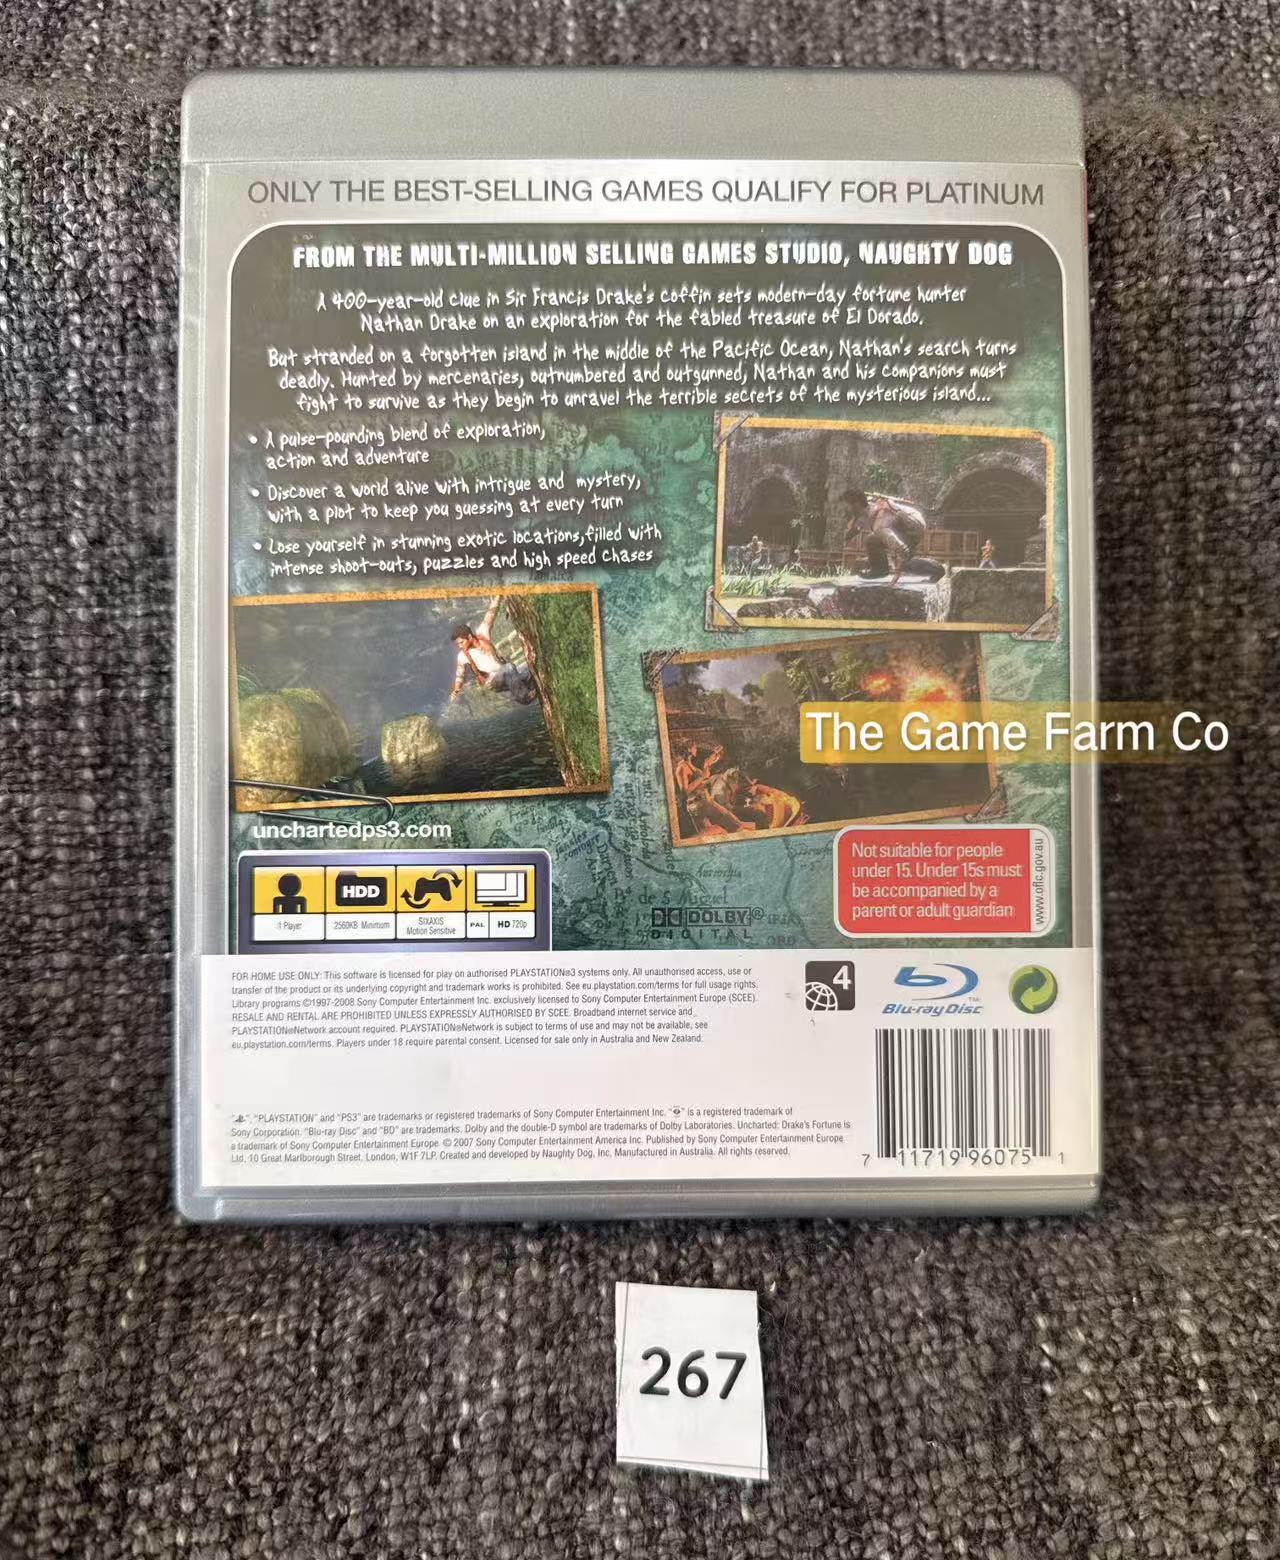 ONLY THE BEST-SELLING GAMES QUALIFY FOR PLATINUM
FROM THE MULTI-MILLION SELLING GAMES STUDIO, NAUGHTY DOG
A 400-year-old clue in Sir Francis Drake's coffin sets modern-day fortune hunter
Nathan Drake on an exploration for the fabled treasure of El Dorado.
But stranded on a forgotten island in the middle of the Pacific Ocean, Nathan's search turns
deadly. Hunted by mercenaries, outnumbered and outgunned, Nathan and his companions must
fight to survive as they begin to unravel the terrible secrets of the mysterious island...
• A pulse-pounding blend of exploration,
action and adventure
• Discover a world alive with intrigue and mystery,
with a plot to keep you guessing at every turn
• Lose yourself in stunning exotic locations, filled with
intense shoot-outs, puzzles and high speed chases
The Game Farm Co
unchartedps3.com
Not suitable for people
under 15. Under 15s must
be accompanied by a
parent or adult guardian
www.oflc.gov.au
HDD
1 Player
2560KB Minimum
SIXAXIS
Motion Sensitive
PAL
HD 720p
de S Miguel
DOLBY®
DIGITAL
FOR HOME USE ONLY: This software is licensed for play on authorised PLAYSTATION®3 systems only. All unauthorised access, use or
transfer of the product or its underlying copyright and trademark works is prohibited. See eu.playstation.com/terms for full usage rights.
Library programs ©1997-2008 Sony Computer Entertainment Inc. exclusively licensed to Sony Computer Entertainment Europe (SCEE).
RESALE AND RENTAL ARE PROHIBITED UNLESS EXPRESSLY AUTHORISED BY SCEE. Broadband internet service and
PLAYSTATION®Network account required. PLAYSTATION®Network is subject to terms of use and may not be available, see
eu.playstation.com/terms. Players under 18 require parental consent. Licensed for sale only in Australia and New Zealand.
4
Blu-ray Disc™
"PLAYSTATION" and "PS3" are trademarks or registered trademarks of Sony Computer Entertainment Inc. " " is a registered trademark of
Sony Corporation. "Blu-ray Disc" and "BD" are trademarks. Dolby and the double-D symbol are trademarks of Dolby Laboratories. Uncharted: Drake's Fortune is
a trademark of Sony Computer Entertainment Europe. © 2007 Sony Computer Entertainment America Inc. Published by Sony Computer Entertainment Europe
Ltd, 10 Great Marlborough Street, London, W1F 7LP. Created and developed by Naughty Dog, Inc. Manufactured in Australia. All rights reserved.
7 11719 96075 1
267